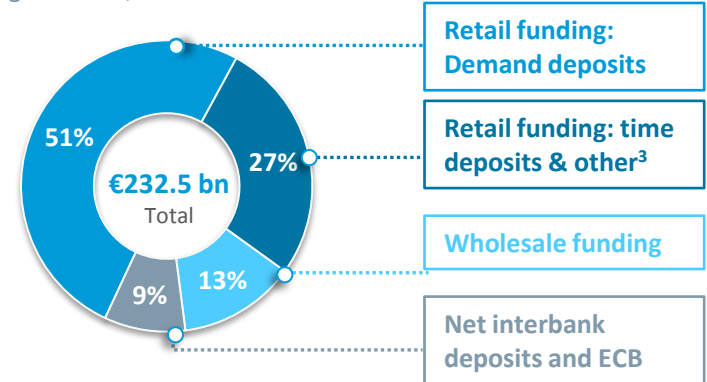 Retail funding:
Demand deposits
51%
27%
Retail funding: time
deposits & other³
€232.5 bn
Total
Wholesale funding
13%
9%
Net interbank
deposits and ECB